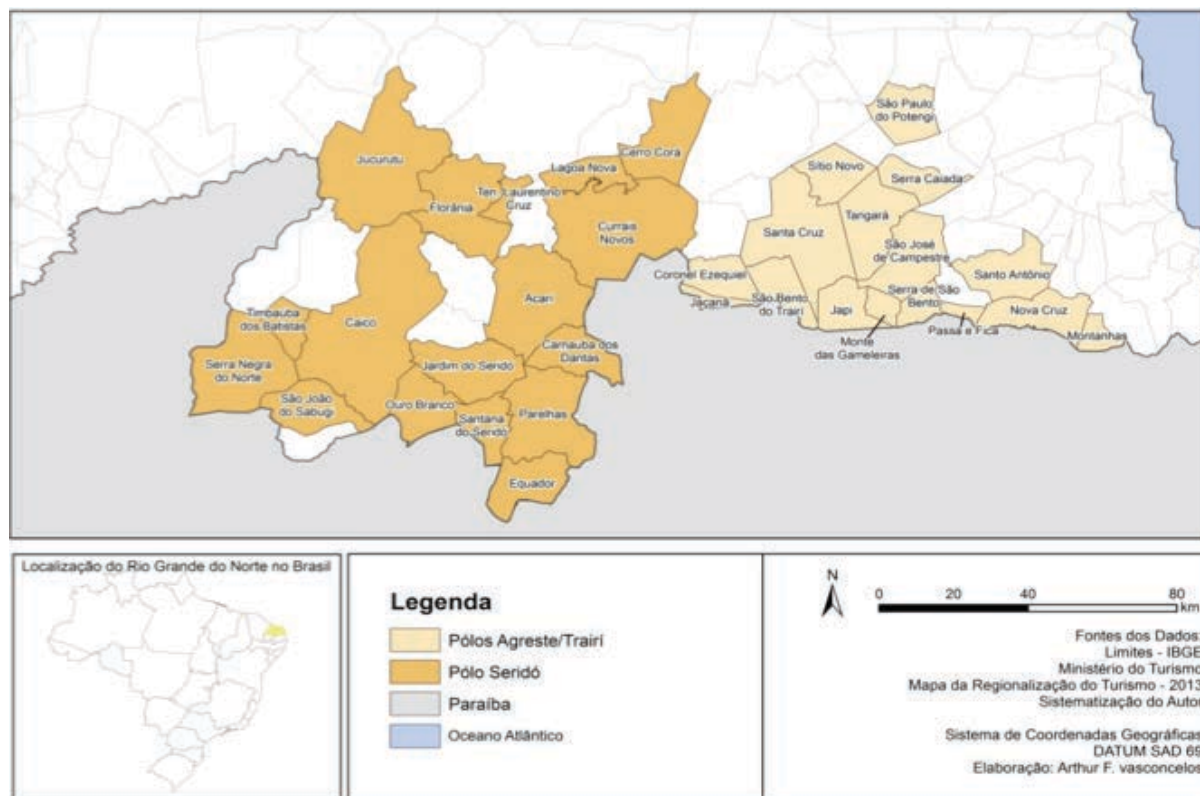 São Paulo
do Potengi
Jucurutu
Cerro Corá
Lagoa Nova
Sítio Novo
Serra Caiada
Ten. Laurentino
Cruz
Florânia
Tangará
Currais
Novos
Santa Cruz
São José
de Campestre
Coronel Ezequiel
Santo Antônio
Jaçanã
São Bento
do Trairí
Serra de São
Bento
Acari
Japi
Nova Cruz
Timbauba
dos Batistas
Caicó
Passa e Fica
Montanhas
Monte
das Gameleiras
Carnauba dos
Dantas
Serra Negra
do Norte
Jardim do Seridó
São João
do Sabugi
Ouro Branco
Santana
do Seridó
Parelhas
Equador
Localização do Rio Grande do Norte no Brasil
Legenda
Pólos Agreste/Trairí
Pólo Seridó
Paraíba
Oceano Atlântico
N
0 20 40 80
km
Fontes dos Dados:
Limites - IBGE
Ministério do Turismo
Mapa da Regionalização do Turismo - 2013
Sistematização do Autor
Sistema de Coordenadas Geográficas
DATUM SAD 69
Elaboração: Arthur F. vasconcelos